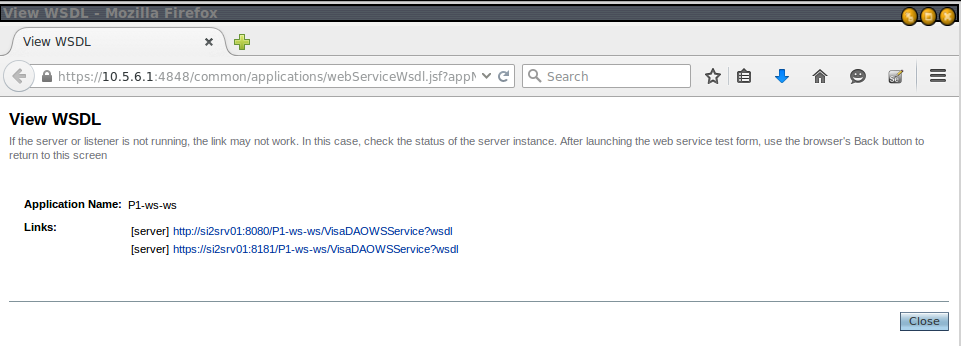 View WSDL - Mozilla Firefox
View WSDL
https://10.5.6.1:4848/common/applications/webServiceWsdl.jsf?appN
Search
View WSDL
If the server or listener is not running, the link may not work. In this case, check the status of the server instance. After launching the web service test form, use the browser's Back button to
return to this screen
Application Name: P1-ws-ws
Links: [server] http://si2srv01:8080/P1-ws-ws/VisaDAOWSService?wsdl
[server] https://si2srv01:8181/P1-ws-ws/VisaDAOWSService?wsdl
Close